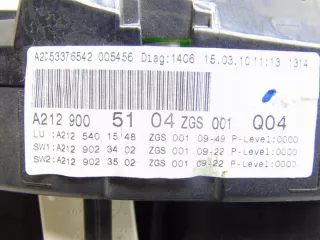 A2C53376542 005456 Diag:1406 15.03.10 11:13 1314
A212 900 51 04 ZGS 001 Q04
LU :A212 540 15 48 ZGS 001 09-49 P-Level:0000
SW1:A212 902 34 02 ZGS 001 09-22 P-Level:0000
SW2:A212 902 35 02 ZGS 001 09-22 P-Level:0000